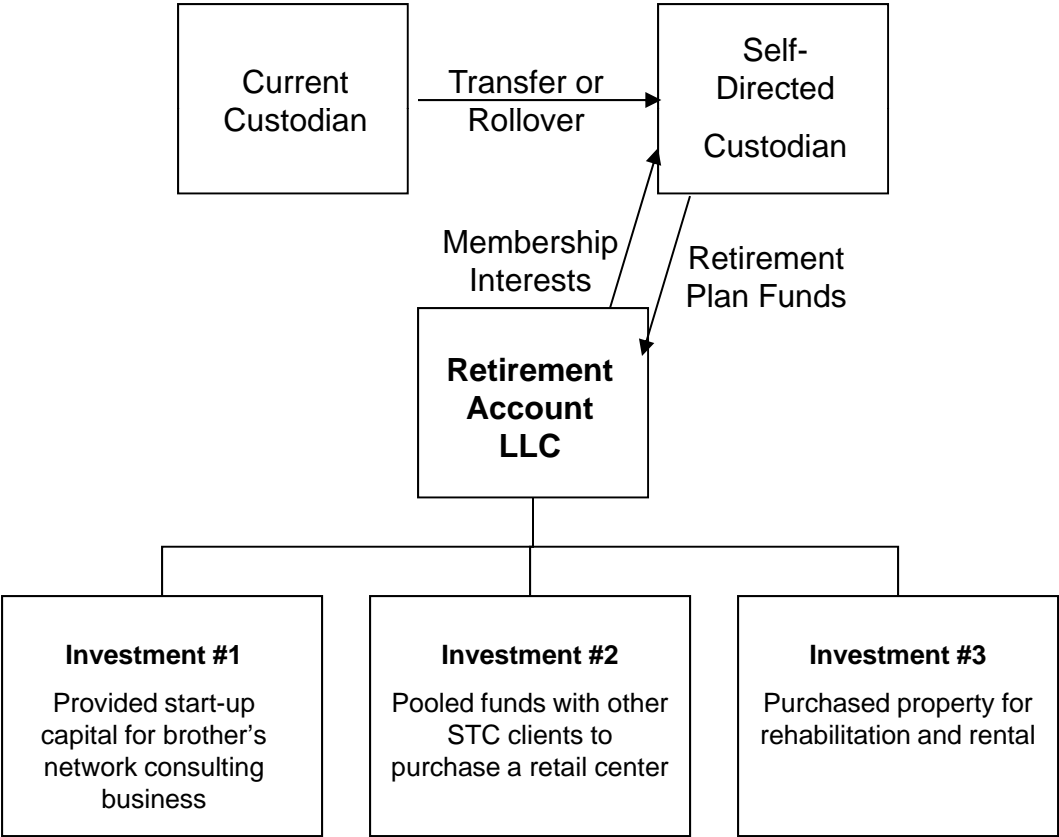 Current
Custodian
Transfer or
Rollover
Self-
Directed
Custodian
Membership
Interests
Retirement
Plan Funds
Retirement
Account
LLC
Investment #1
Provided start-up
capital for brother’s
network consulting
business
Investment #2
Pooled funds with other
STC clients to
purchase a retail center
Investment #3
Purchased property for
rehabilitation and rental